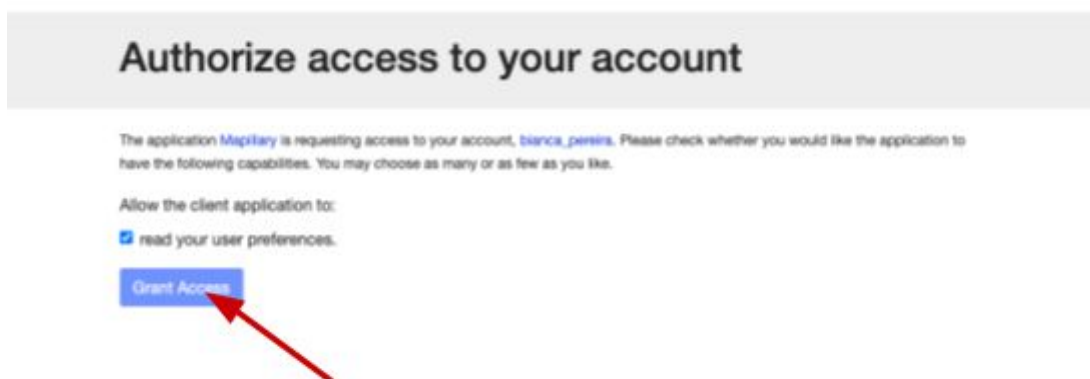 Authorize access to your account
The application Mapillary is requesting access to your account, bianca_pereira. Please check whether you would like the application to
have the following capabilities. You may choose as many or as few as you like.
Allow the client application to:
read your user preferences.
Grant Access